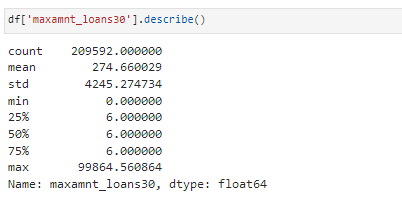 df['maxamnt_loans30'].describe()
count 209592.000000
mean 274.660029
std 4245.274734
min 0.000000
25% 6.000000
50% 6.000000
75% 6.000000
max 99864.560864
Name: maxamnt_loans30, dtype: float64